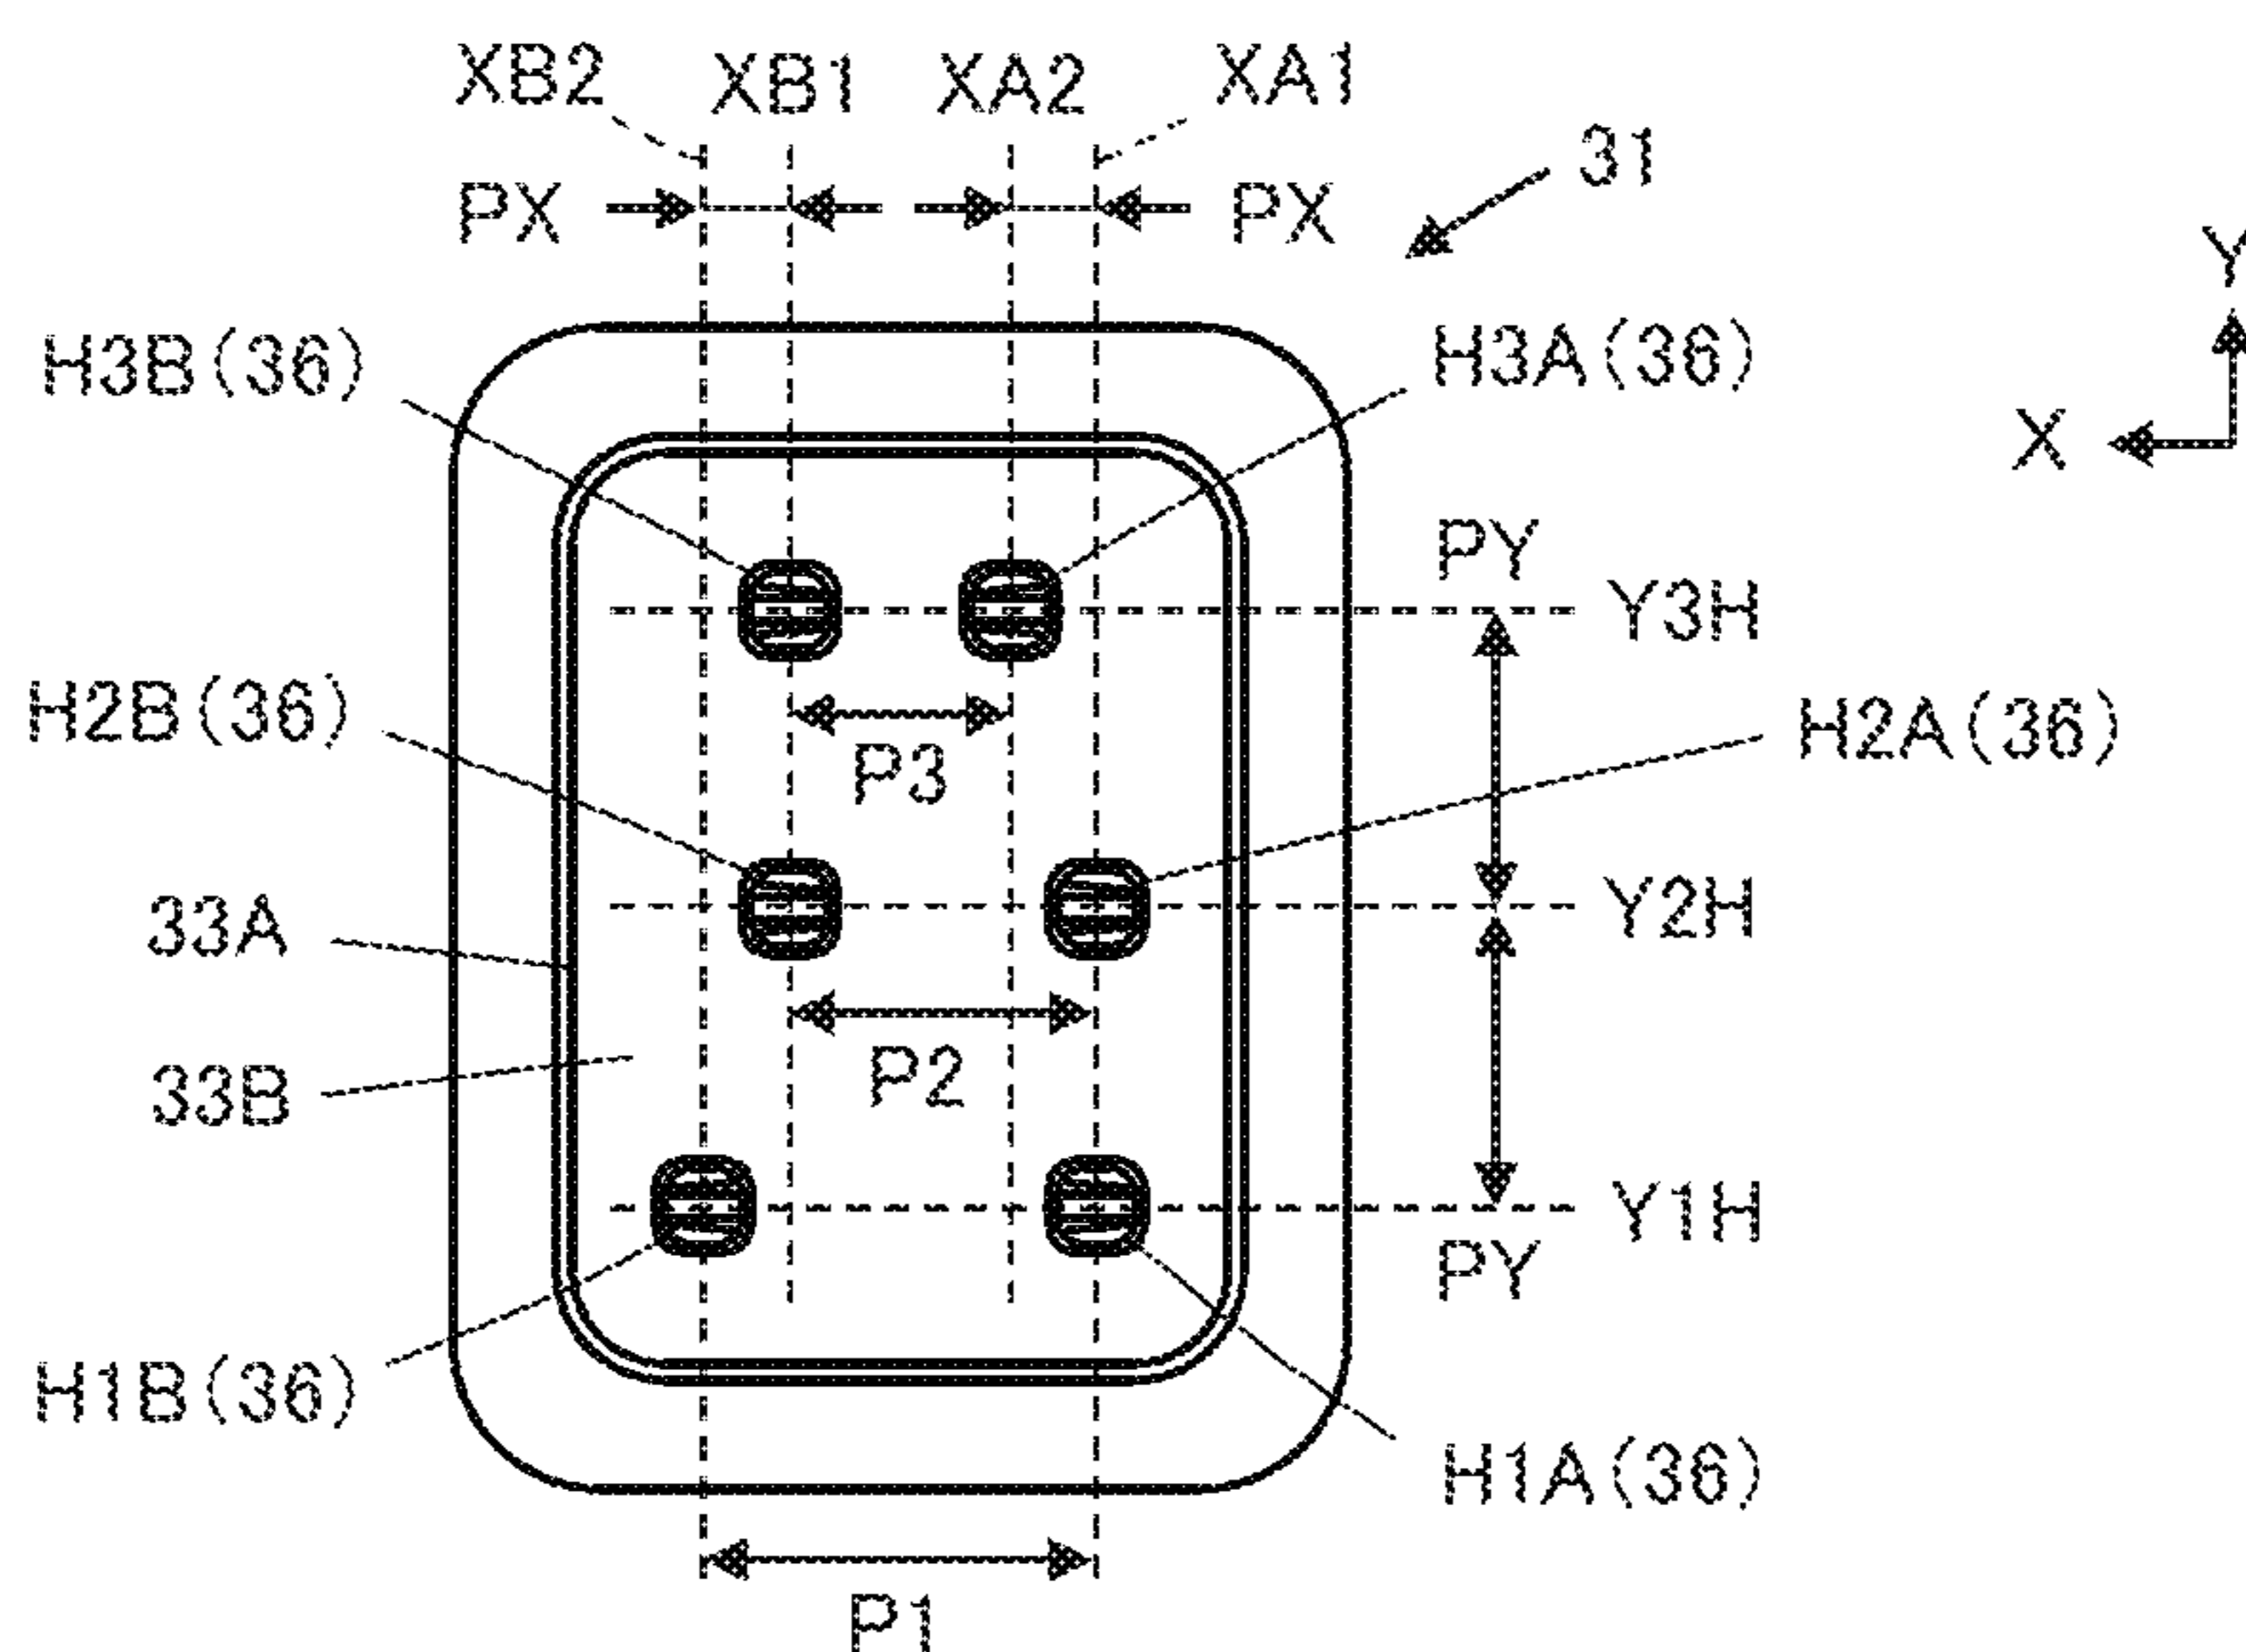 XB2 XB1 XA2 XA1
31
PX PX
Y
H3B(36) H3A(36)
X
PY
Y3H
H2B(36) H2A(36)
P3
33A Y2H
P2
33B
Y1H
PY
H1B(36)
H1A(36)
P1